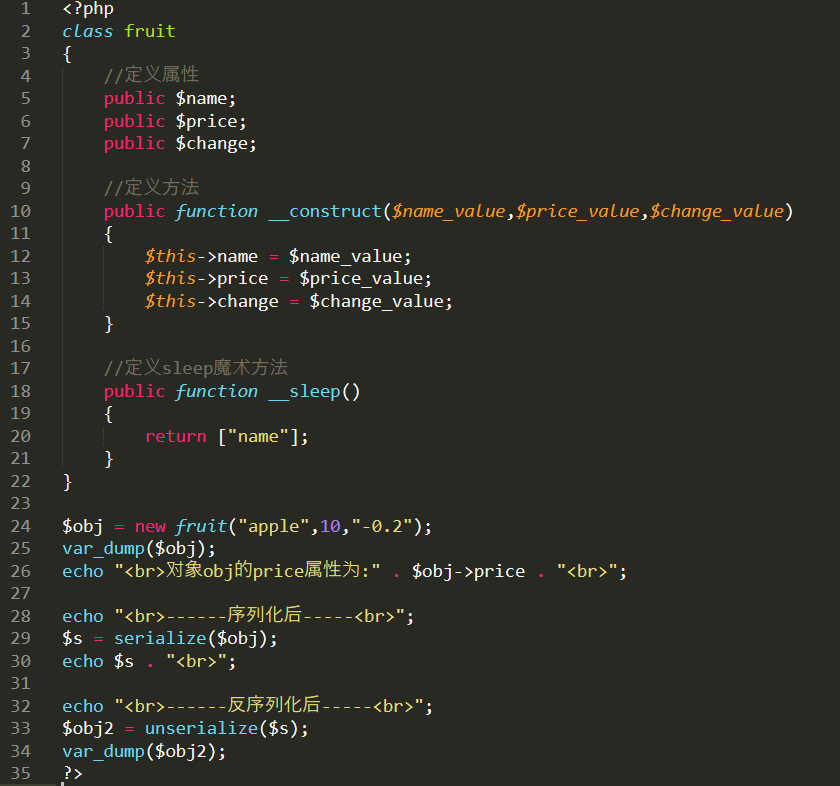 1 <?php
2 class fruit
3 {
4 //定义属性
5 public $name;
6 public $price;
7 public $change;
8
9 //定义方法
10 public function __construct($name_value,$price_value,$change_value)
11 {
12 $this->name = $name_value;
13 $this->price = $price_value;
14 $this->change = $change_value;
15 }
16
17 //定义sleep魔术方法
18 public function __sleep()
19 {
20 return ["name"];
21 }
22 }
23
24 $obj = new fruit("apple",10,"-0.2");
25 var_dump($obj);
26 echo "<br>对象obj的price属性为:" . $obj->price . "<br>";
27
28 echo "<br>------序列化后-----<br>";
29 $s = serialize($obj);
30 echo $s . "<br>";
31
32 echo "<br>------反序列化后-----<br>";
33 $obj2 = unserialize($s);
34 var_dump($obj2);
35 ?>